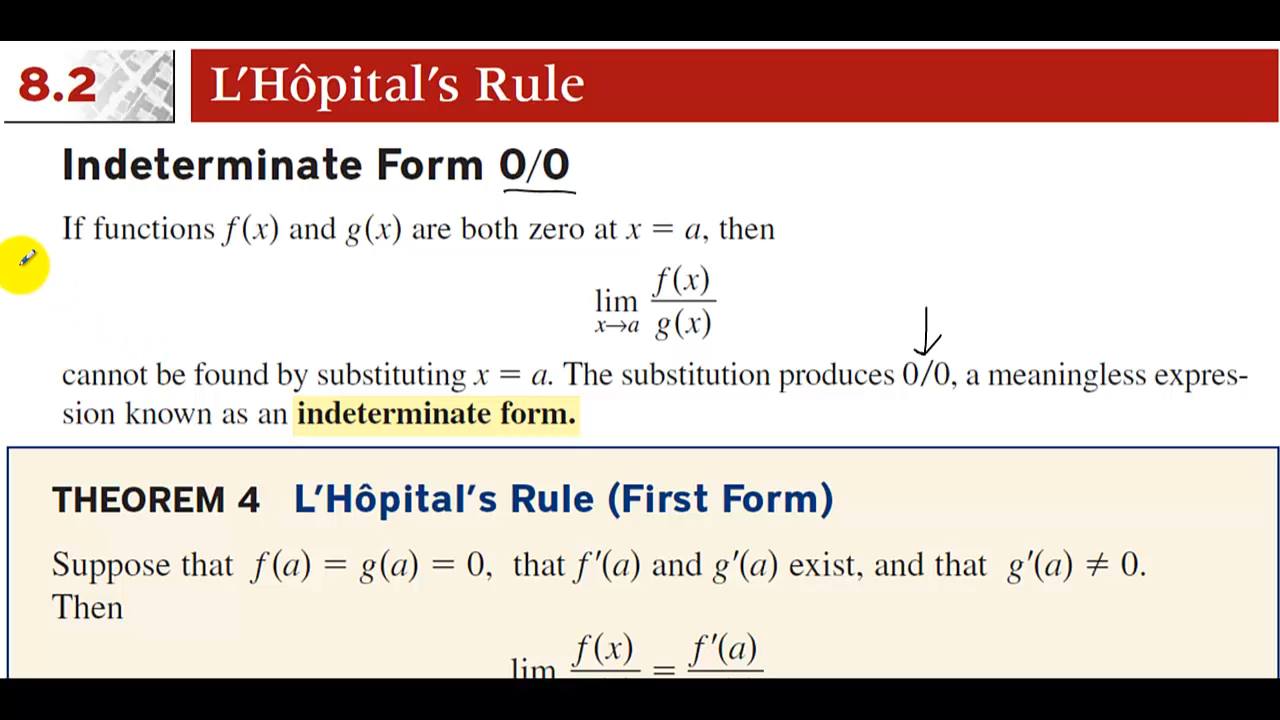 8.2 L'Hôpital's Rule
Indeterminate Form 0/0
If functions f(x) and g(x) are both zero at x = a, then
lim x→a f(x)/g(x)
cannot be found by substituting x = a. The substitution produces 0/0, a meaningless expres-
sion known as an indeterminate form.
THEOREM 4 L'Hôpital's Rule (First Form)
Suppose that f(a) = g(a) = 0, that f′(a) and g′(a) exist, and that g′(a) ≠ 0.
Then
lim f(x) = f′(a)